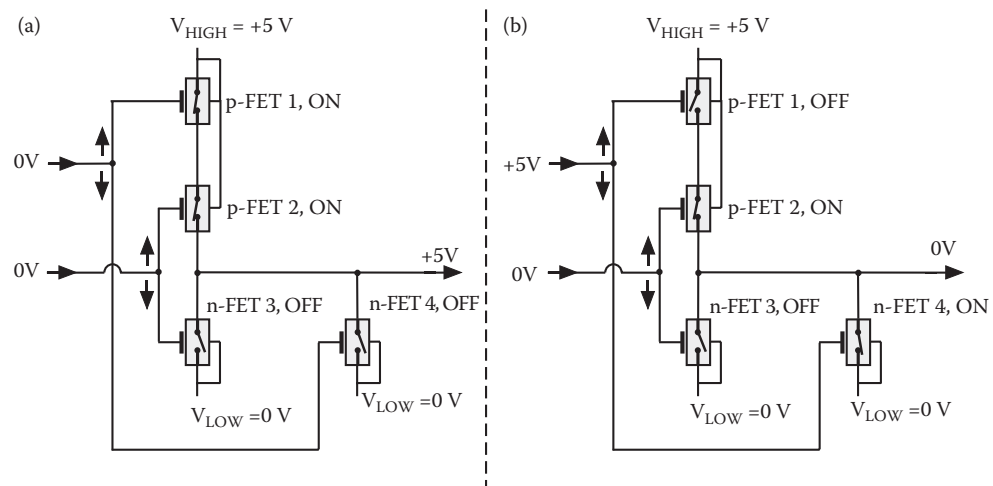 (a)
V_HIGH = +5 V
p-FET 1, ON
0V
p-FET 2, ON
0V
+5V
n-FET 3, OFF
n-FET 4, OFF
V_LOW =0 V
V_LOW =0 V
(b)
V_HIGH = +5 V
p-FET 1, OFF
+5V
p-FET 2, ON
0V
0V
n-FET 3, OFF
n-FET 4, ON
V_LOW =0 V
V_LOW =0 V